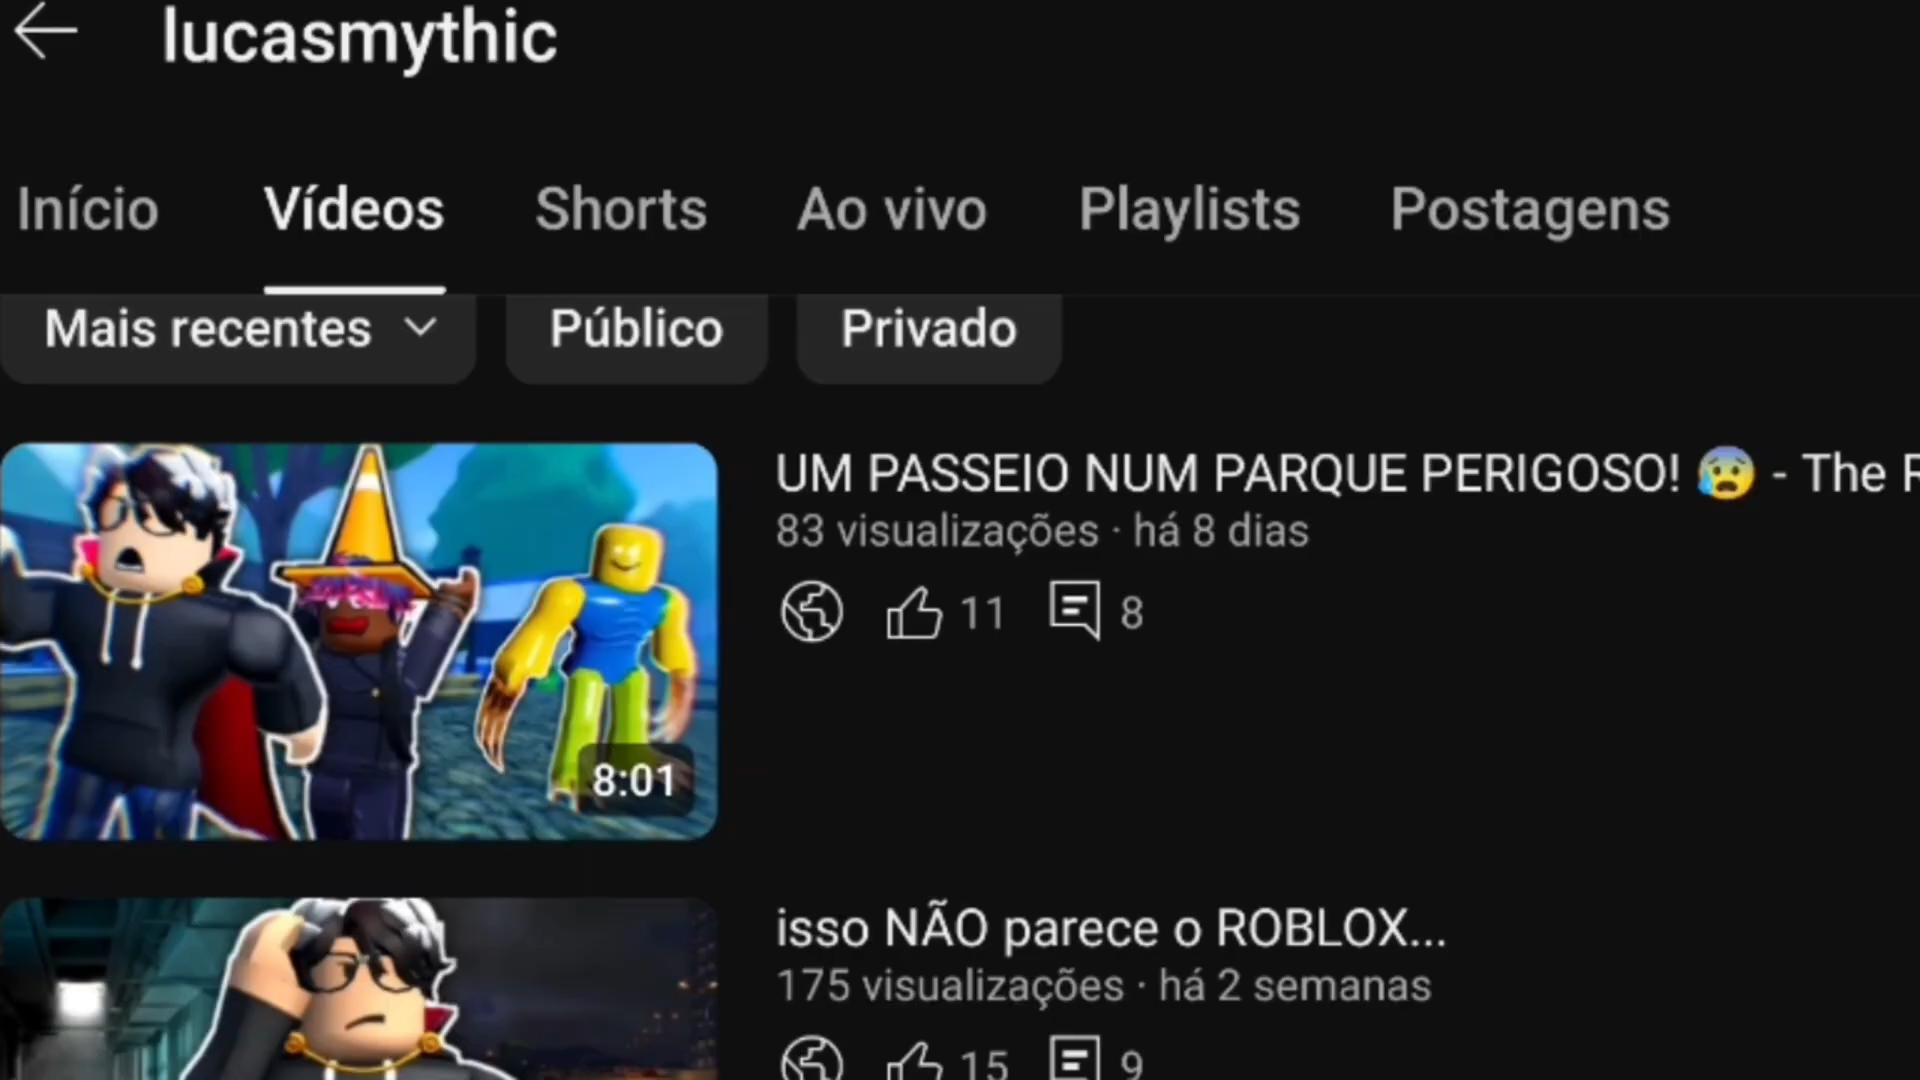 lucasmythic
Início Vídeos Shorts Ao vivo Playlists Postagens
Mais recentes Público Privado
UM PASSEIO NUM PARQUE PERIGOSO! 😰 - The
83 visualizações · há 8 dias
11 8
8:01
isso NÃO parece o ROBLOX...
175 visualizações · há 2 semanas
15 9